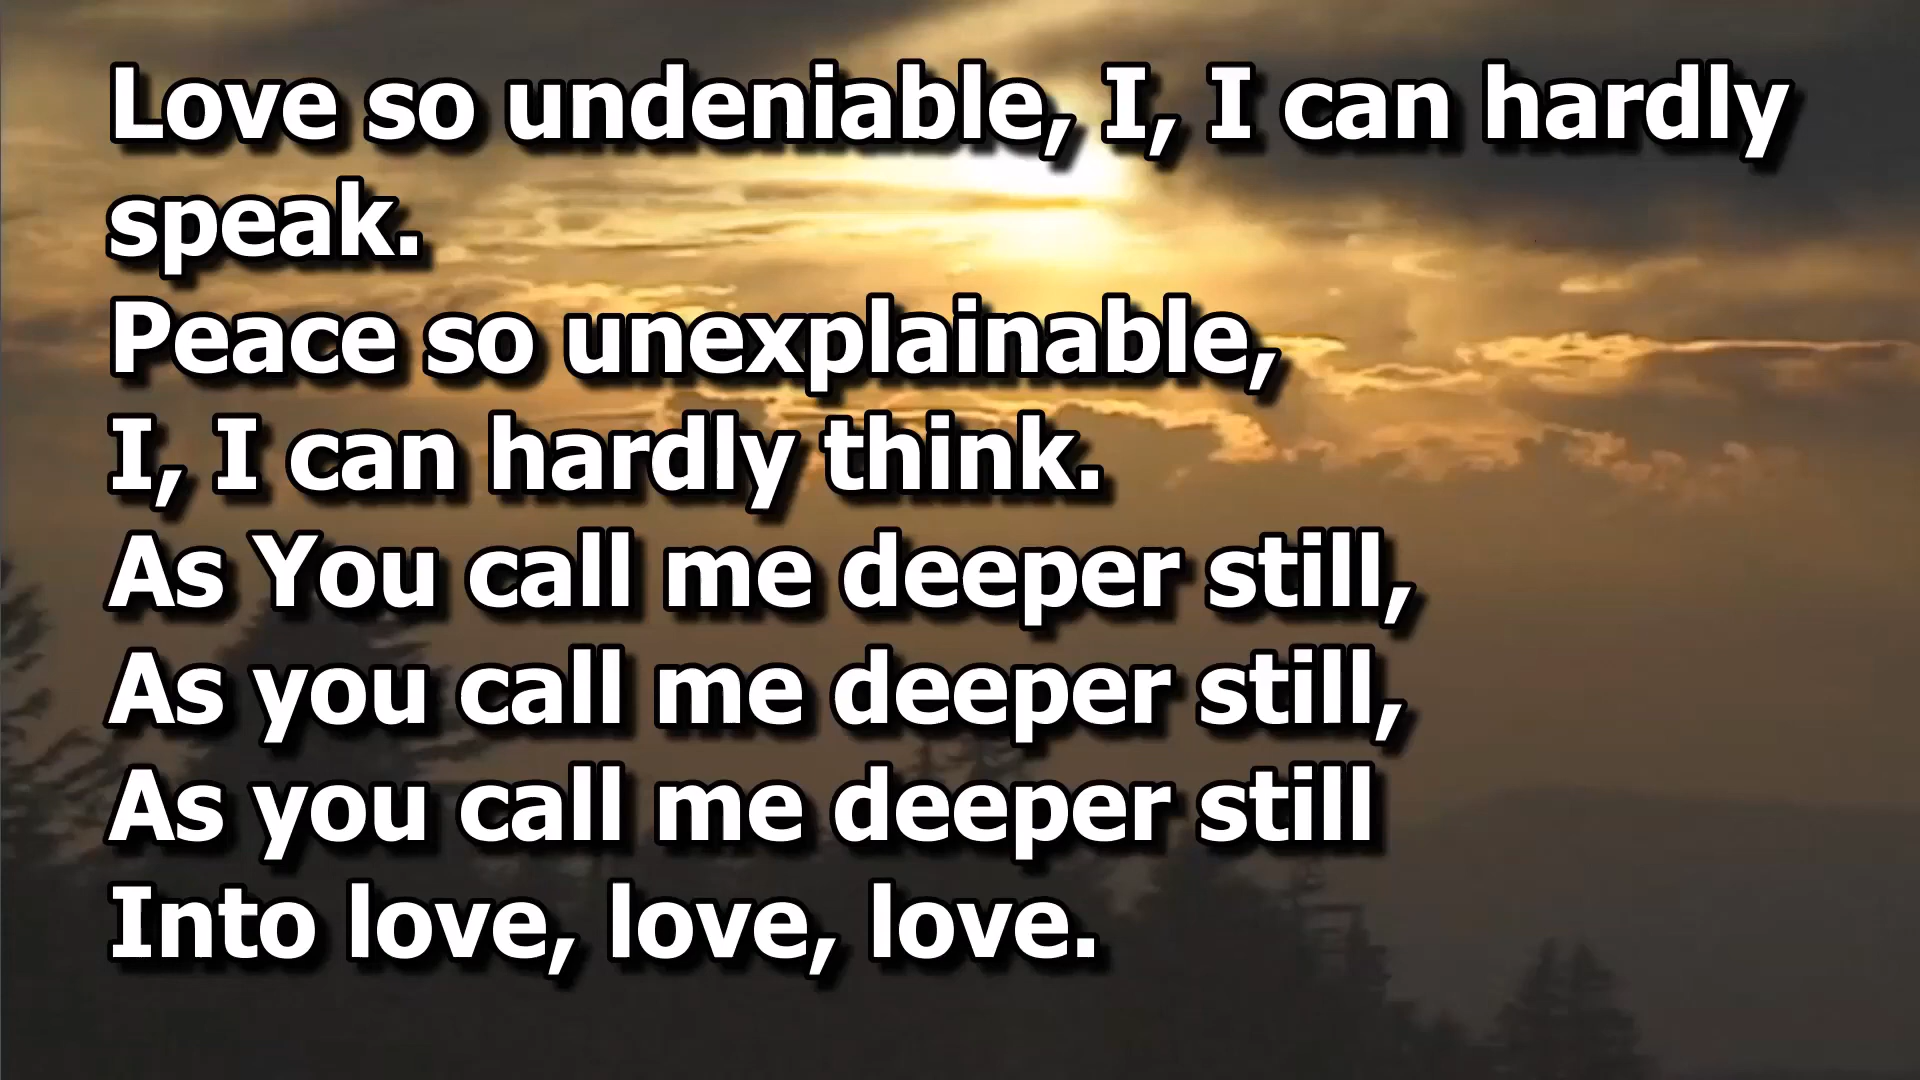 Love so undeniable, I, I can hardly
speak.
Peace so unexplainable,
I, I can hardly think.
As You call me deeper still,
As you call me deeper still,
As you call me deeper still
Into love, love, love.